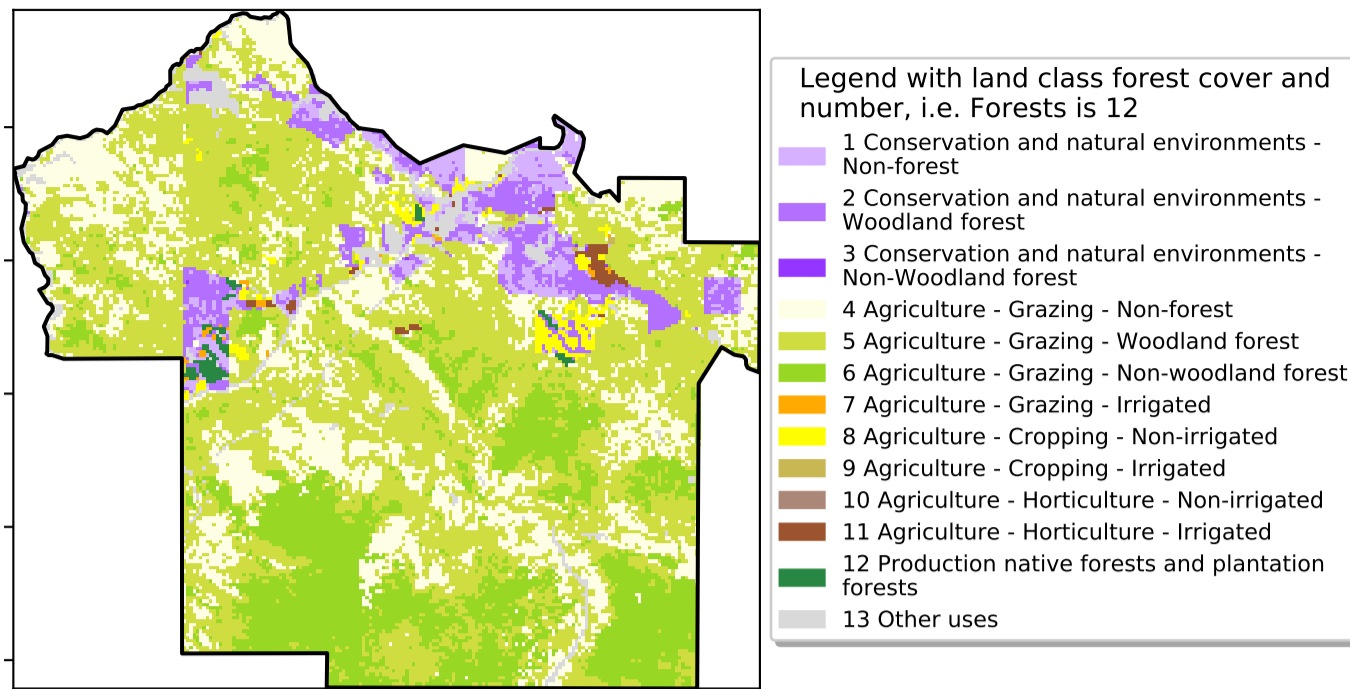 Legend with land class forest cover and
number, i.e. Forests is 12
1 Conservation and natural environments -
Non-forest
2 Conservation and natural environments -
Woodland forest
3 Conservation and natural environments -
Non-Woodland forest
4 Agriculture - Grazing - Non-forest
5 Agriculture - Grazing - Woodland forest
6 Agriculture - Grazing - Non-woodland forest
7 Agriculture - Grazing - Irrigated
8 Agriculture - Cropping - Non-irrigated
9 Agriculture - Cropping - Irrigated
10 Agriculture - Horticulture - Non-irrigated
11 Agriculture - Horticulture - Irrigated
12 Production native forests and plantation
forests
13 Other uses